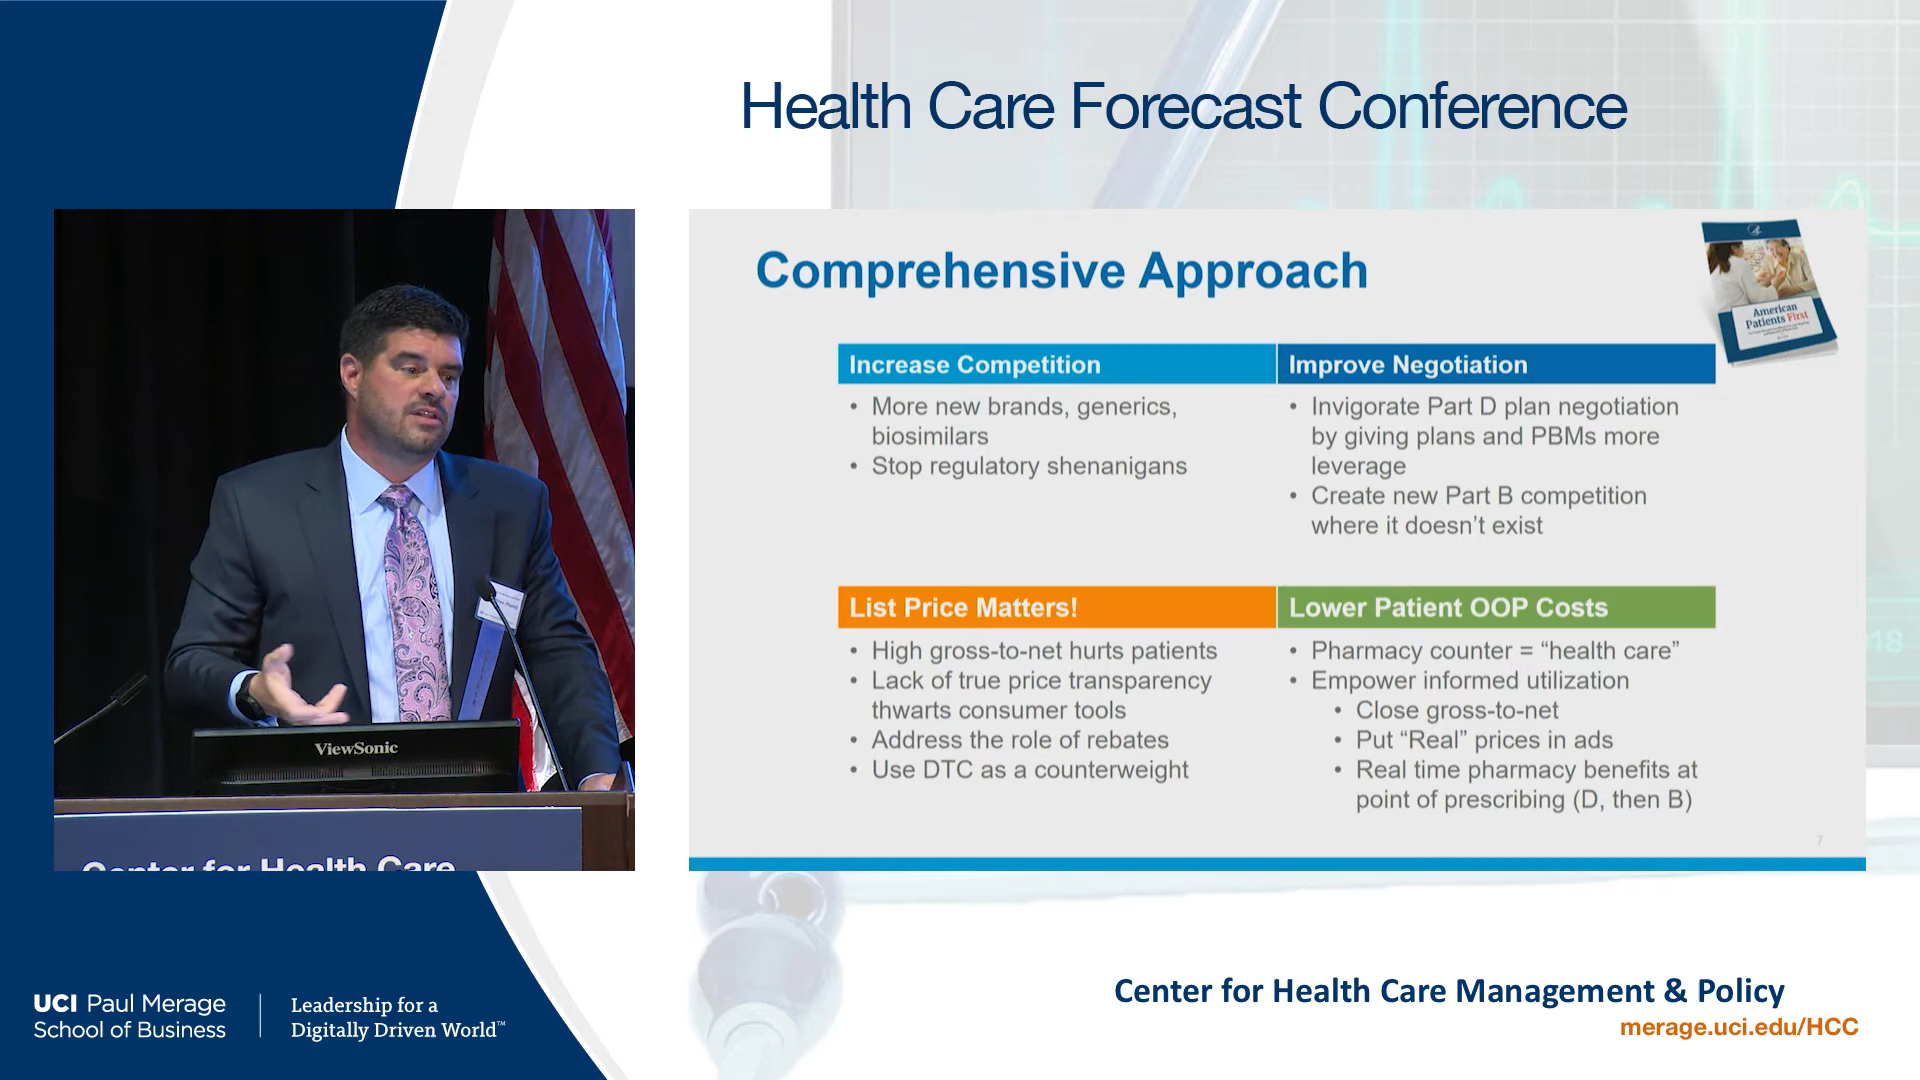 Health Care Forecast Conference
Comprehensive Approach
American
Patients First
Increase Competition
• More new brands, generics,
biosimilars
• Stop regulatory shenanigans
Improve Negotiation
• Invigorate Part D plan negotiation
by giving plans and PBMs more
leverage
• Create new Part B competition
where it doesn't exist
List Price Matters!
• High gross-to-net hurts patients
• Lack of true price transparency
thwarts consumer tools
• Address the role of rebates
• Use DTC as a counterweight
Lower Patient OOP Costs
• Pharmacy counter = “health care”
• Empower informed utilization
• Close gross-to-net
• Put “Real” prices in ads
• Real time pharmacy benefits at
point of prescribing (D, then B)
7
ViewSonic
Center for Health Care
UCI Paul Merage
School of Business
Leadership for a
Digitally Driven World™
Center for Health Care Management & Policy
merage.uci.edu/HCC